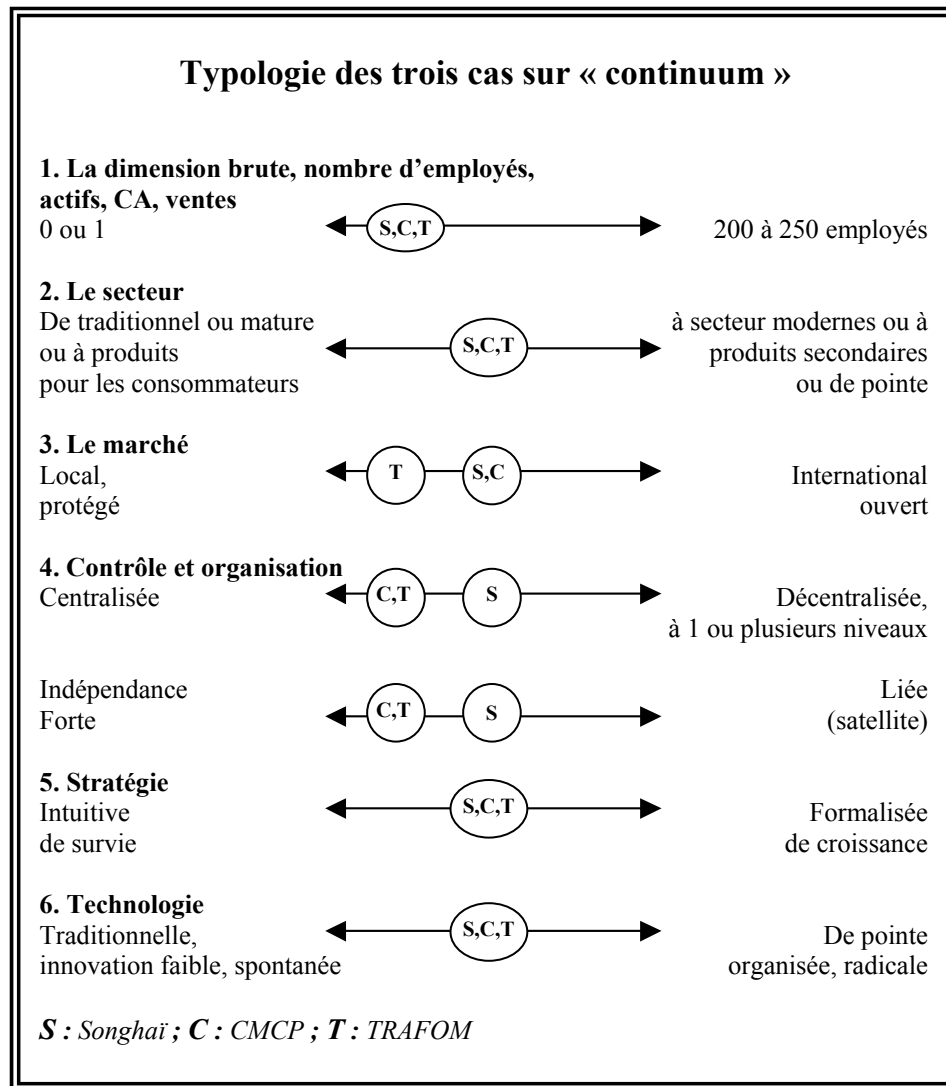 Typologie des trois cas sur « continuum »
1. La dimension brute, nombre d'employés,
actifs, CA, ventes
0 ou 1
S,C,T
200 à 250 employés
2. Le secteur
De traditionnel ou mature
ou à produits
pour les consommateurs
S,C,T
à secteur modernes ou à
produits secondaires
ou de pointe
3. Le marché
Local,
protégé
T
S,C
International
ouvert
4. Contrôle et organisation
Centralisée
C,T
S
Décentralisée,
à 1 ou plusieurs niveaux
Indépendance
Forte
C,T
S
Liée
(satellite)
5. Stratégie
Intuitive
de survie
S,C,T
Formalisée
de croissance
6. Technologie
Traditionnelle,
innovation faible, spontanée
S,C,T
De pointe
organisée, radicale
S : Songhaï ; C : CMCP ; T : TRAFOM